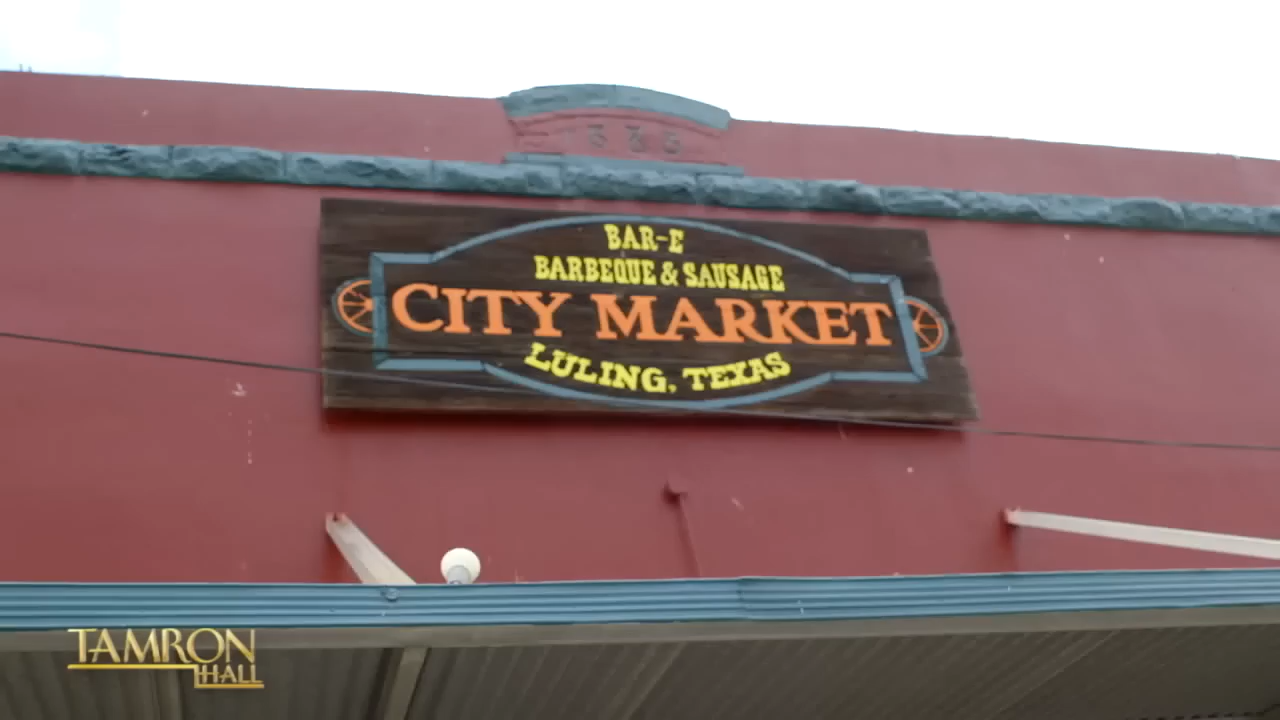 BAR-E
BARBEQUE & SAUSAGE
CITY MARKET
LULING, TEXAS
TAMRON
HALL